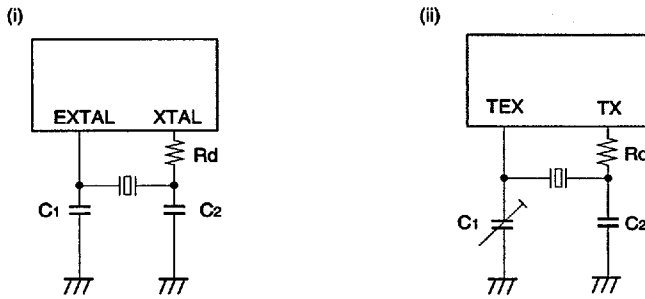 (i)
EXTAL XTAL
Rd
C1
C2
(ii)
TEX TX
Rd
C1
C2